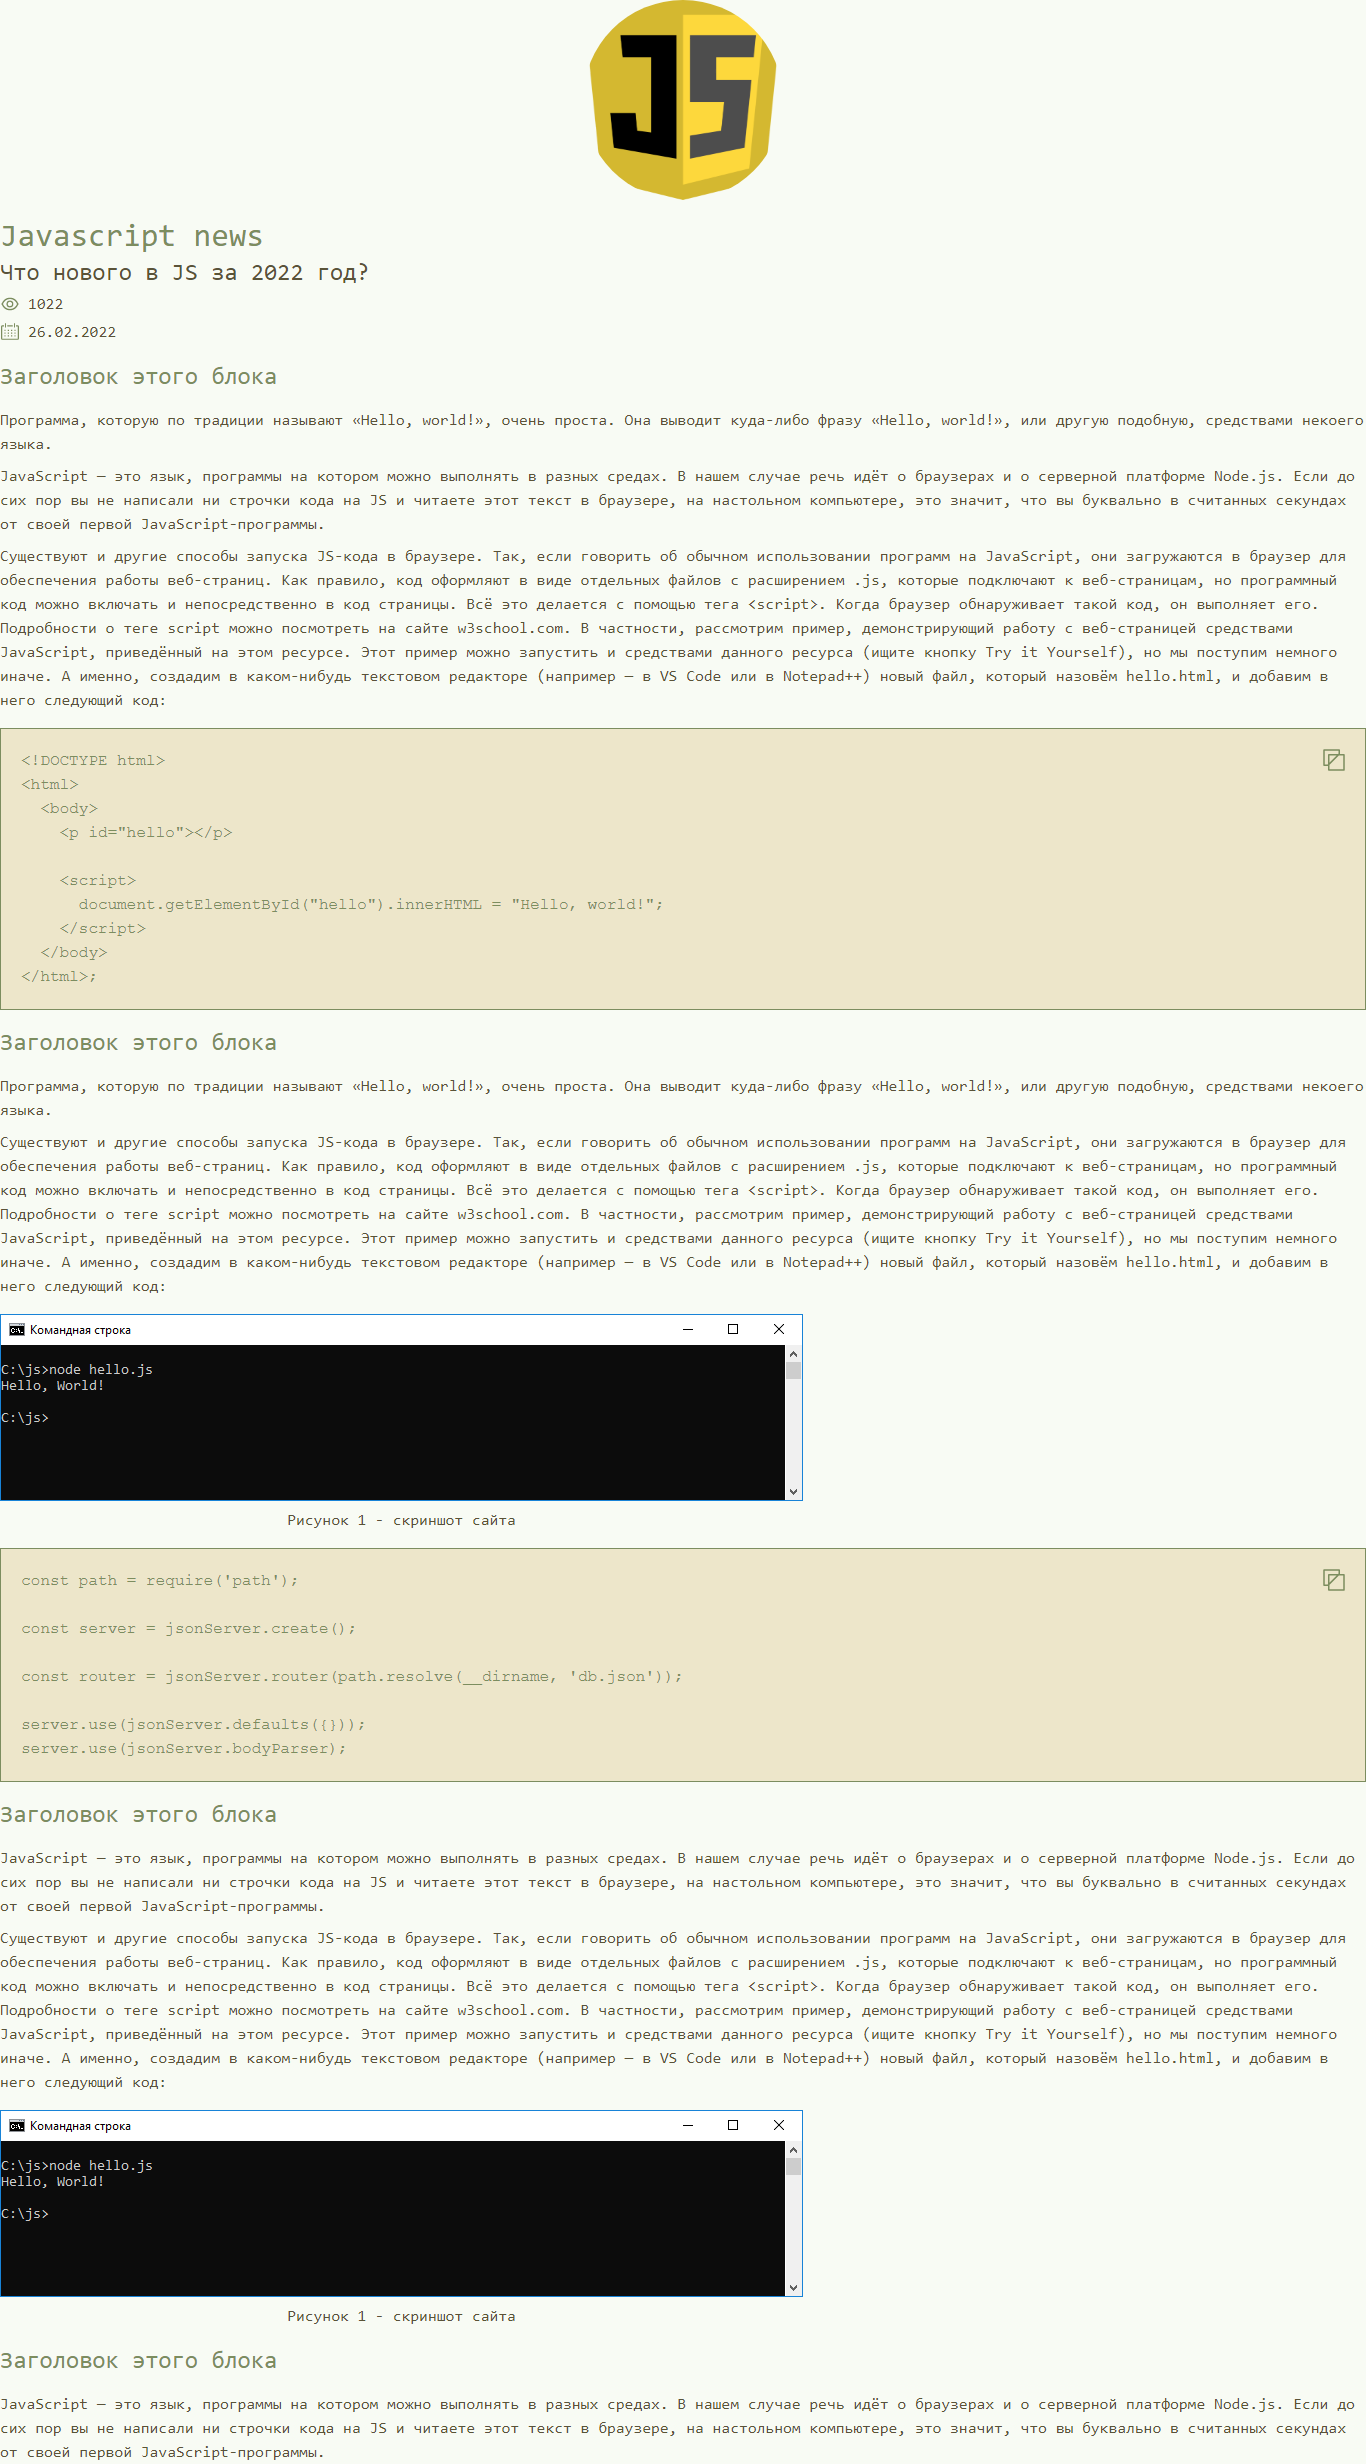 JS
Javascript news
Что нового в JS за 2022 год?
1022
26.02.2022
Заголовок этого блока
Программа, которую по традиции называют «Hello, world!», очень проста. Она выводит куда-либо фразу «Hello, world!», или другую подобную, средствами некоего
языка.
JavaScript — это язык, программы на котором можно выполнять в разных средах. В нашем случае речь идёт о браузерах и о серверной платформе Node.js. Если до
сих пор вы не написали ни строчки кода на JS и читаете этот текст в браузере, на настольном компьютере, это значит, что вы буквально в считанных секундах
от своей первой JavaScript-программы.
Существуют и другие способы запуска JS-кода в браузере. Так, если говорить об обычном использовании программ на JavaScript, они загружаются в браузер для
обеспечения работы веб-страниц. Как правило, код оформляют в виде отдельных файлов с расширением .js, которые подключают к веб-страницам, но программный
код можно включать и непосредственно в код страницы. Всё это делается с помощью тега <script>. Когда браузер обнаруживает такой код, он выполняет его.
Подробности о теге script можно посмотреть на сайте w3school.com. В частности, рассмотрим пример, демонстрирующий работу с веб-страницей средствами
JavaScript, приведённый на этом ресурсе. Этот пример можно запустить и средствами данного ресурса (ищите кнопку Try it Yourself), но мы поступим немного
иначе. А именно, создадим в каком-нибудь текстовом редакторе (например — в VS Code или в Notepad++) новый файл, который назовём hello.html, и добавим в
него следующий код:
<!DOCTYPE html>
<html>
  <body>
    <p id="hello"></p>

    <script>
      document.getElementById("hello").innerHTML = "Hello, world!";
    </script>
  </body>
</html>;
Заголовок этого блока
Программа, которую по традиции называют «Hello, world!», очень проста. Она выводит куда-либо фразу «Hello, world!», или другую подобную, средствами некоего
языка.
Существуют и другие способы запуска JS-кода в браузере. Так, если говорить об обычном использовании программ на JavaScript, они загружаются в браузер для
обеспечения работы веб-страниц. Как правило, код оформляют в виде отдельных файлов с расширением .js, которые подключают к веб-страницам, но программный
код можно включать и непосредственно в код страницы. Всё это делается с помощью тега <script>. Когда браузер обнаруживает такой код, он выполняет его.
Подробности о теге script можно посмотреть на сайте w3school.com. В частности, рассмотрим пример, демонстрирующий работу с веб-страницей средствами
JavaScript, приведённый на этом ресурсе. Этот пример можно запустить и средствами данного ресурса (ищите кнопку Try it Yourself), но мы поступим немного
иначе. А именно, создадим в каком-нибудь текстовом редакторе (например — в VS Code или в Notepad++) новый файл, который назовём hello.html, и добавим в
него следующий код:
Командная строка
C:\js>node hello.js
Hello, World!
C:\js>
Рисунок 1 - скриншот сайта
const path = require('path');

const server = jsonServer.create();

const router = jsonServer.router(path.resolve(__dirname, 'db.json'));

server.use(jsonServer.defaults({}));
server.use(jsonServer.bodyParser);
Заголовок этого блока
JavaScript — это язык, программы на котором можно выполнять в разных средах. В нашем случае речь идёт о браузерах и о серверной платформе Node.js. Если до
сих пор вы не написали ни строчки кода на JS и читаете этот текст в браузере, на настольном компьютере, это значит, что вы буквально в считанных секундах
от своей первой JavaScript-программы.
Существуют и другие способы запуска JS-кода в браузере. Так, если говорить об обычном использовании программ на JavaScript, они загружаются в браузер для
обеспечения работы веб-страниц. Как правило, код оформляют в виде отдельных файлов с расширением .js, которые подключают к веб-страницам, но программный
код можно включать и непосредственно в код страницы. Всё это делается с помощью тега <script>. Когда браузер обнаруживает такой код, он выполняет его.
Подробности о теге script можно посмотреть на сайте w3school.com. В частности, рассмотрим пример, демонстрирующий работу с веб-страницей средствами
JavaScript, приведённый на этом ресурсе. Этот пример можно запустить и средствами данного ресурса (ищите кнопку Try it Yourself), но мы поступим немного
иначе. А именно, создадим в каком-нибудь текстовом редакторе (например — в VS Code или в Notepad++) новый файл, который назовём hello.html, и добавим в
него следующий код:
Командная строка
C:\js>node hello.js
Hello, World!
C:\js>
Рисунок 1 - скриншот сайта
Заголовок этого блока
JavaScript — это язык, программы на котором можно выполнять в разных средах. В нашем случае речь идёт о браузерах и о серверной платформе Node.js. Если до
сих пор вы не написали ни строчки кода на JS и читаете этот текст в браузере, на настольном компьютере, это значит, что вы буквально в считанных секундах
от своей первой JavaScript-программы.